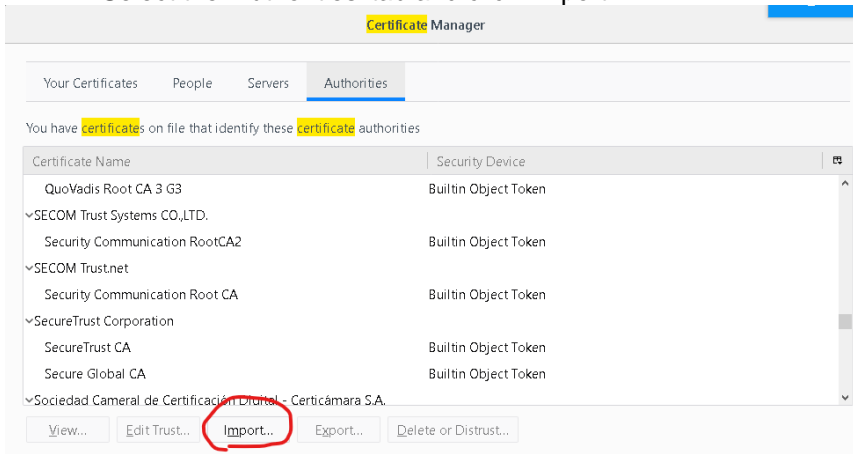 Certificate Manager
Your Certificates People Servers Authorities
You have certificates on file that identify these certificate authorities
Certificate Name Security Device
QuoVadis Root CA 3 G3 Builtin Object Token
SECOM Trust Systems CO.,LTD.
Security Communication RootCA2 Builtin Object Token
SECOM Trust.net
Security Communication Root CA Builtin Object Token
SecureTrust Corporation
SecureTrust CA Builtin Object Token
Secure Global CA Builtin Object Token
Sociedad Cameral de Certificación Digital - Certicámara S.A.
View... Edit Trust... Import... Export... Delete or Distrust...